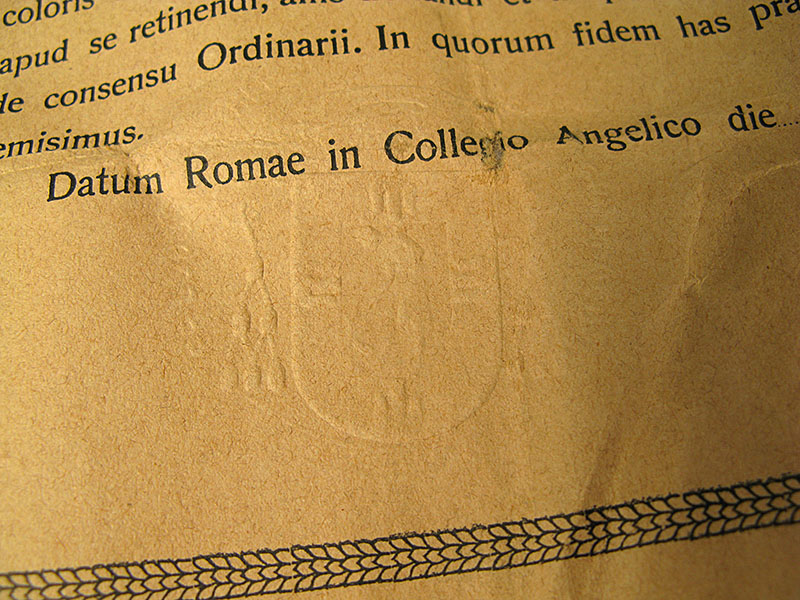 coloris
apud se retinendi,
de consensu Ordinarii. In quorum fidem has
emisimus.
Datum Romae in Collegio Angelico die....